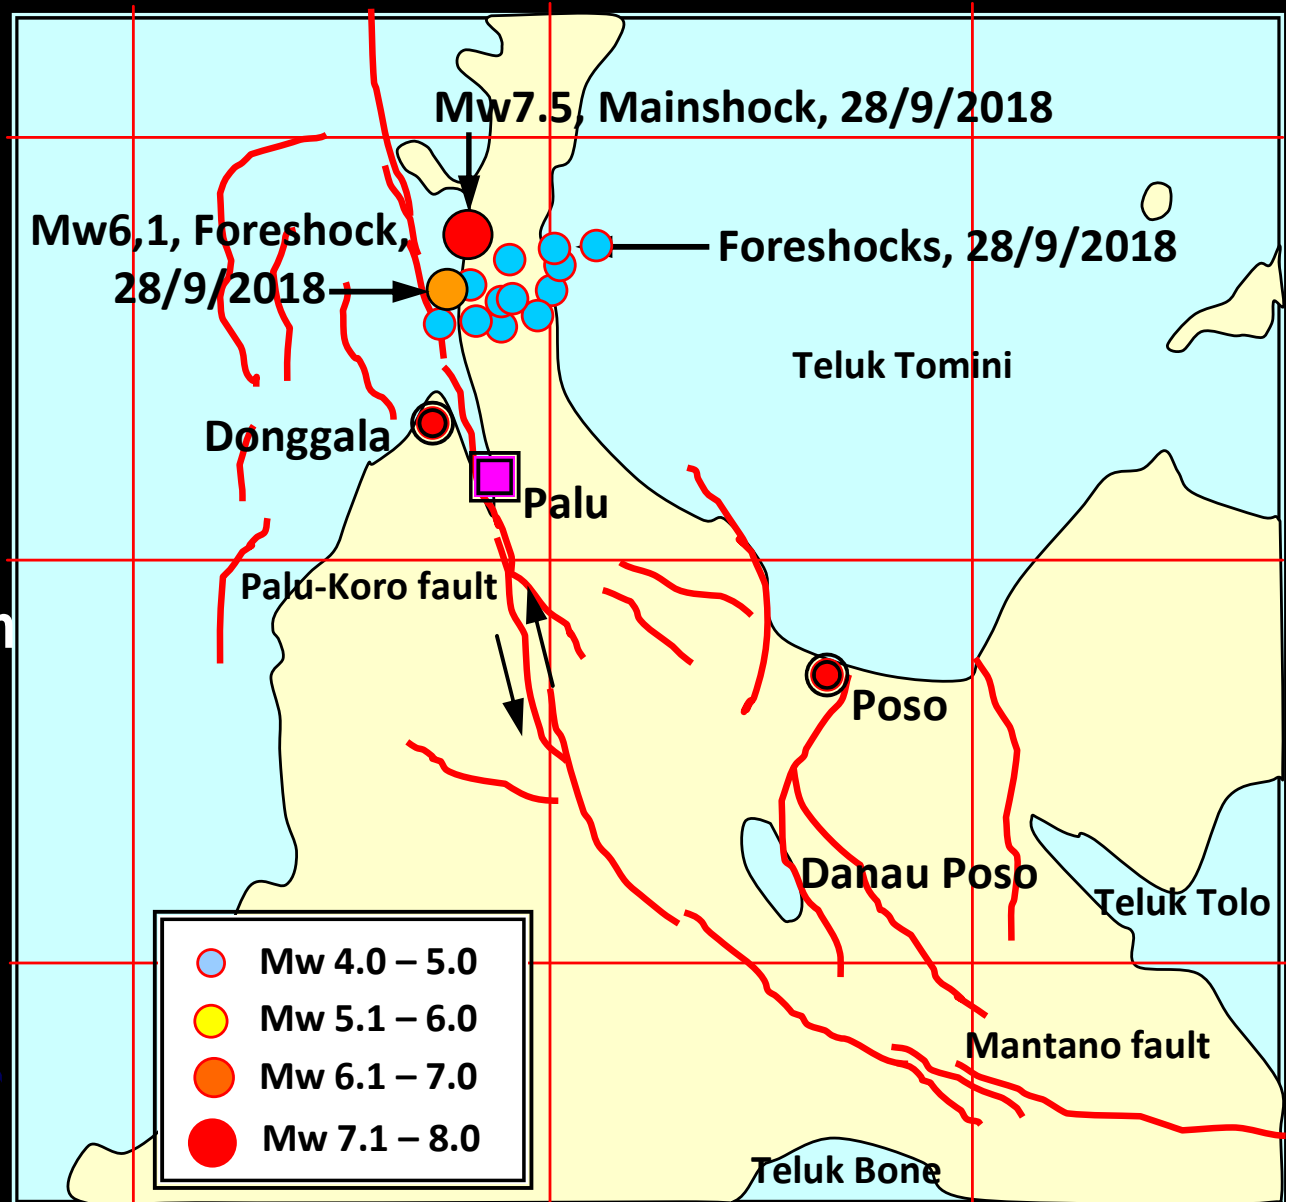 Mw7.5, Mainshock, 28/9/2018
Mw6,1, Foreshock,
28/9/2018
Foreshocks, 28/9/2018
Teluk Tomini
Donggala
Palu
Palu-Koro fault
Poso
Danau Poso
Teluk Tolo
Mw 4.0 – 5.0
Mw 5.1 – 6.0
Mw 6.1 – 7.0
Mw 7.1 – 8.0
Mantano fault
Teluk Bone